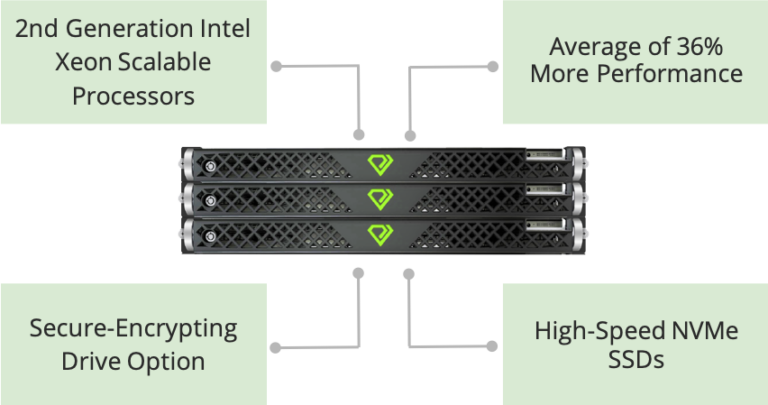 2nd Generation Intel
Xeon Scalable
Processors
Average of 36%
More Performance
Secure-Encrypting
Drive Option
High-Speed NVMe
SSDs